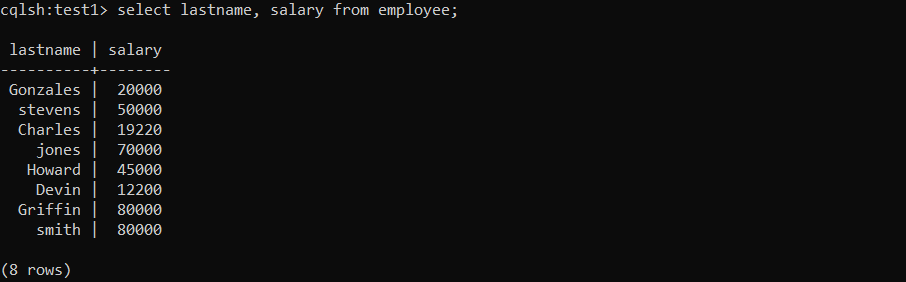 cqlsh:test1> select lastname, salary from employee;
lastname | salary
----------+--------
Gonzales | 20000
stevens | 50000
Charles | 19220
jones | 70000
Howard | 45000
Devin | 12200
Griffin | 80000
smith | 80000
(8 rows)